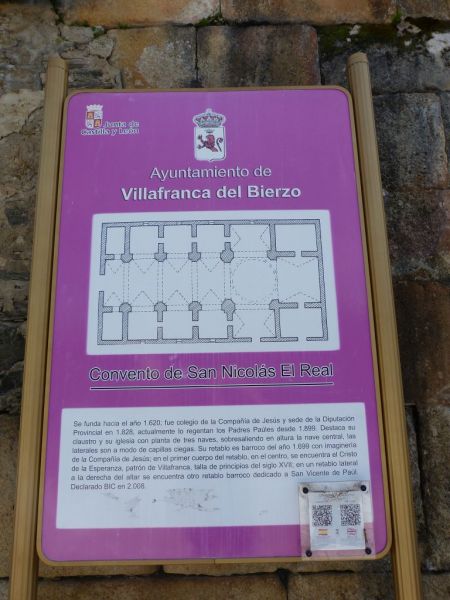 Junta de
Castilla y León
Ayuntamiento de
Villafranca del Bierzo
Convento de San Nicolás El Real
Se funda hacia el año 1.620; fue colegio de la Compañía de Jesús y sede de la Diputación
Provincial en 1.828, actualmente lo regentan los Padres Paúles desde 1.899. Destaca su
claustro y su iglesia con planta de tres naves, sobresaliendo en altura la nave central, las
laterales son a modo de capillas ciegas. Su retablo es barroco del año 1.699 con imaginería
de la Compañía de Jesús; en el primer cuerpo del retablo, en el centro, se encuentra el Cristo
de la Esperanza, patrón de Villafranca, talla de principios del siglo XVII; en un retablo lateral
a la derecha del altar se encuentra otro retablo barroco dedicado a San Vicente de Paúl.
Declarado BIC en 2.008.